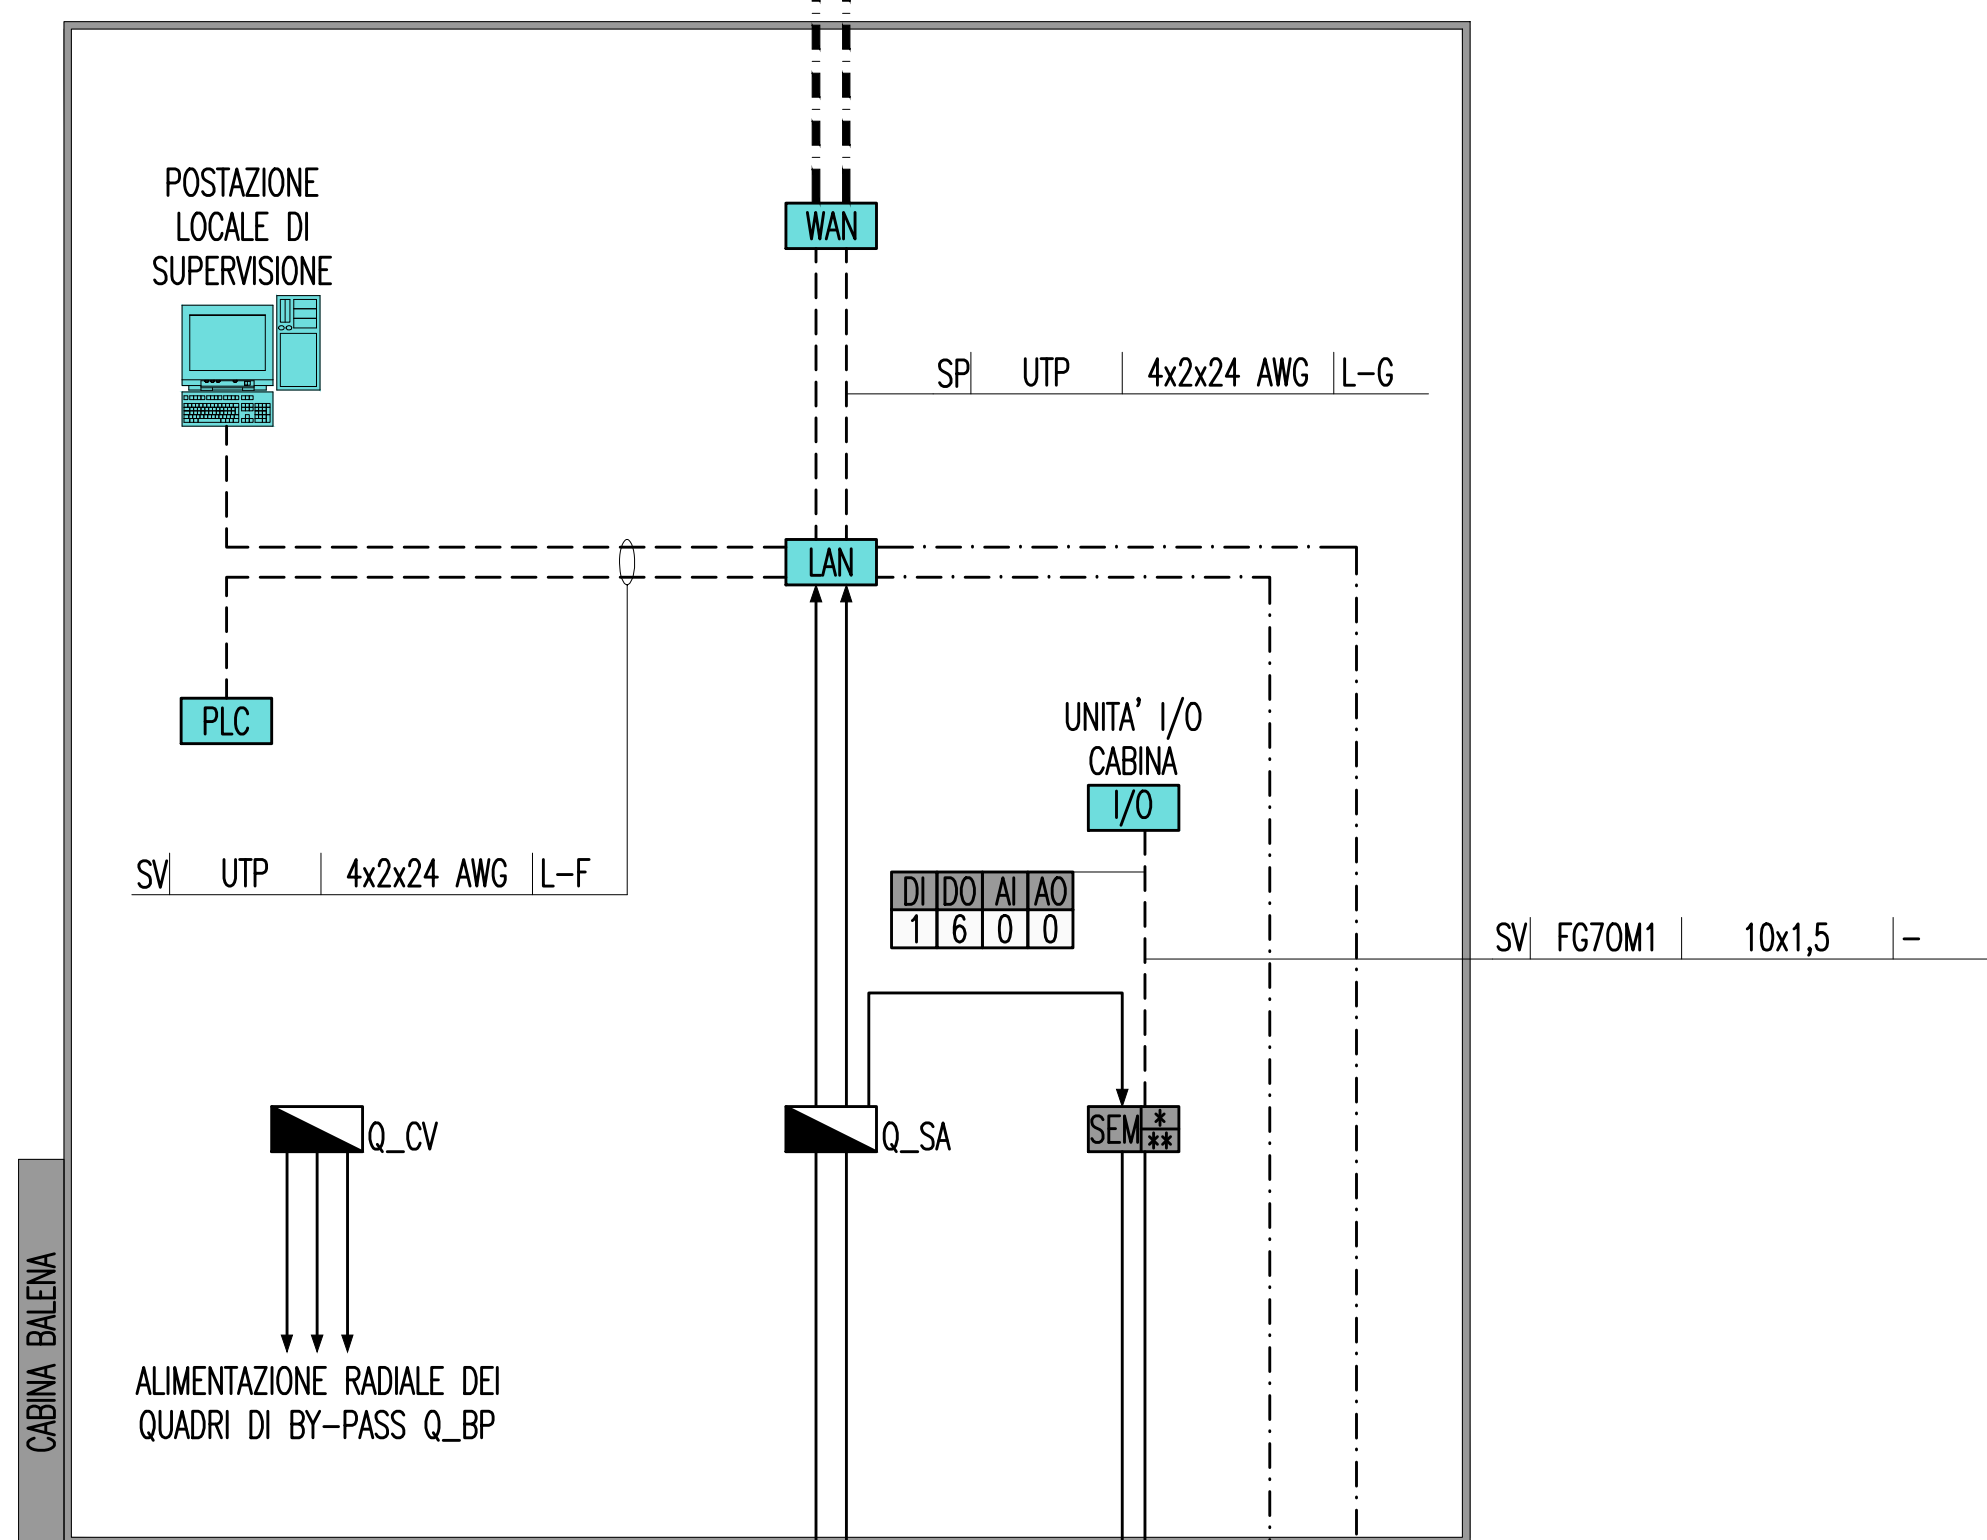 POSTAZIONE
LOCALE DI
SUPERVISIONE
WAN
SP UTP 4x2x24 AWG L-G
LAN
PLC
UNITA' I/O
CABINA
I/O
SV UTP 4x2x24 AWG L-F
DI DO AI AO
1 6 0 0
SV FG7OM1 10x1,5 -
Q_CV
Q_SA
SEM * **
ALIMENTAZIONE RADIALE DEI
QUADRI DI BY-PASS Q_BP
CABINA BALENA